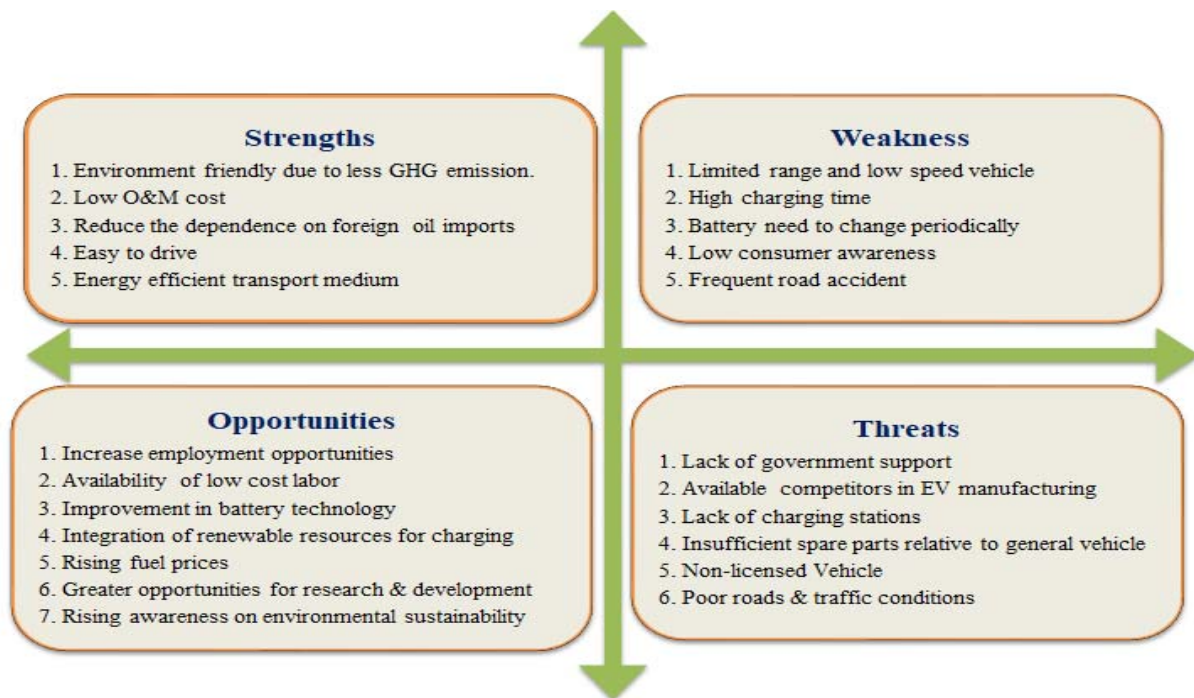 Strengths
1. Environment friendly due to less GHG emission.
2. Low O&M cost
3. Reduce the dependence on foreign oil imports
4. Easy to drive
5. Energy efficient transport medium
Weakness
1. Limited range and low speed vehicle
2. High charging time
3. Battery need to change periodically
4. Low consumer awareness
5. Frequent road accident
Opportunities
1. Increase employment opportunities
2. Availability of low cost labor
3. Improvement in battery technology
4. Integration of renewable resources for charging
5. Rising fuel prices
6. Greater opportunities for research & development
7. Rising awareness on environmental sustainability
Threats
1. Lack of government support
2. Available competitors in EV manufacturing
3. Lack of charging stations
4. Insufficient spare parts relative to general vehicle
5. Non-licensed Vehicle
6. Poor roads & traffic conditions